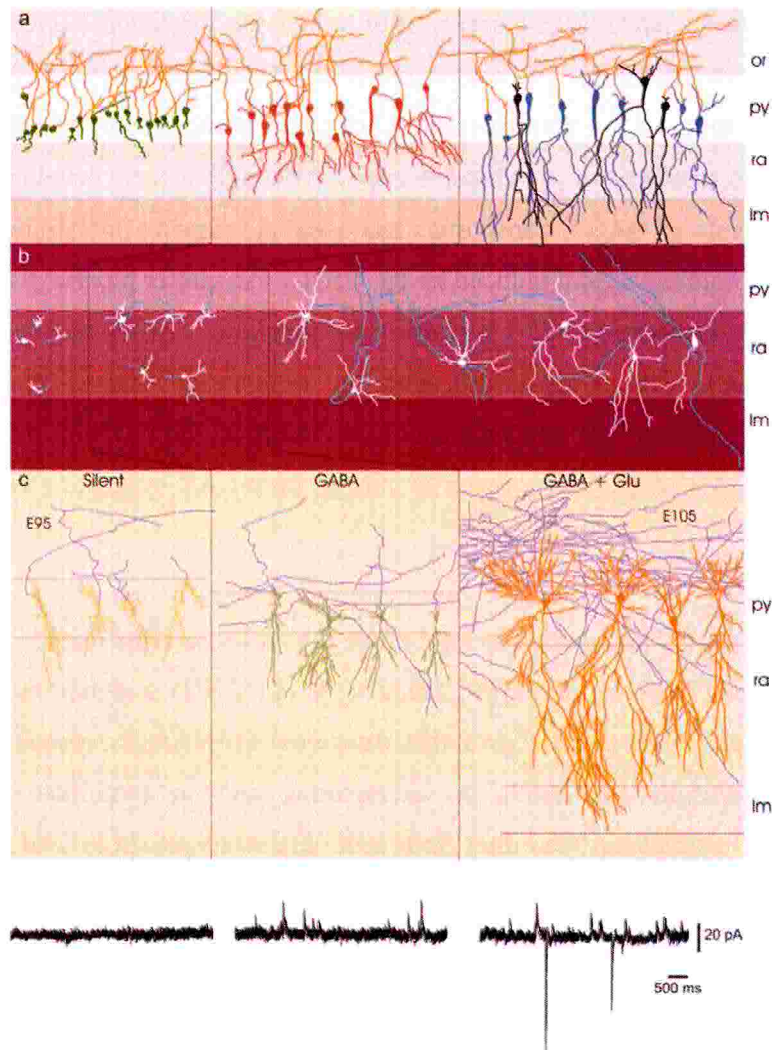 a
or
py
ra
lm
b
py
ra
lm
c Silent GABA GABA + Glu
E95 E105
py
ra
lm
20 pA
500 ms